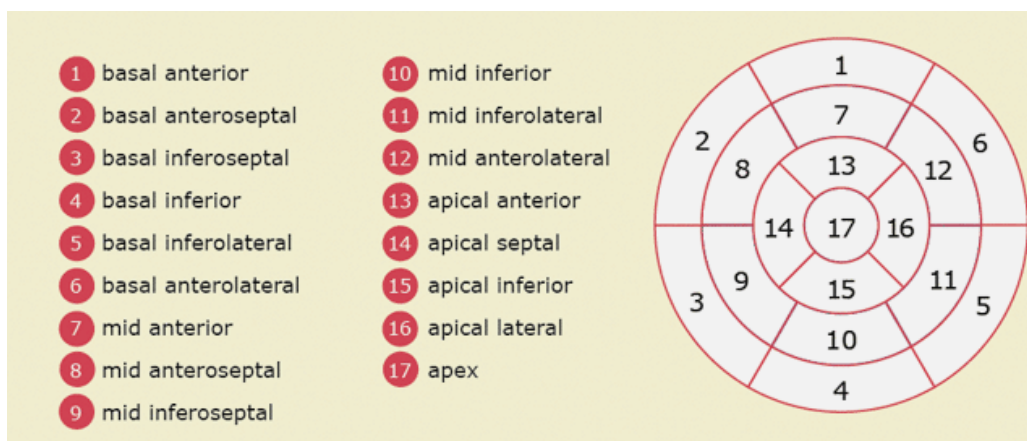 1 basal anterior
2 basal anteroseptal
3 basal inferoseptal
4 basal inferior
5 basal inferolateral
6 basal anterolateral
7 mid anterior
8 mid anteroseptal
9 mid inferoseptal
10 mid inferior
11 mid inferolateral
12 mid anterolateral
13 apical anterior
14 apical septal
15 apical inferior
16 apical lateral
17 apex
1
7
2
6
8
13
12
14
17
16
9
15
11
3
5
10
4